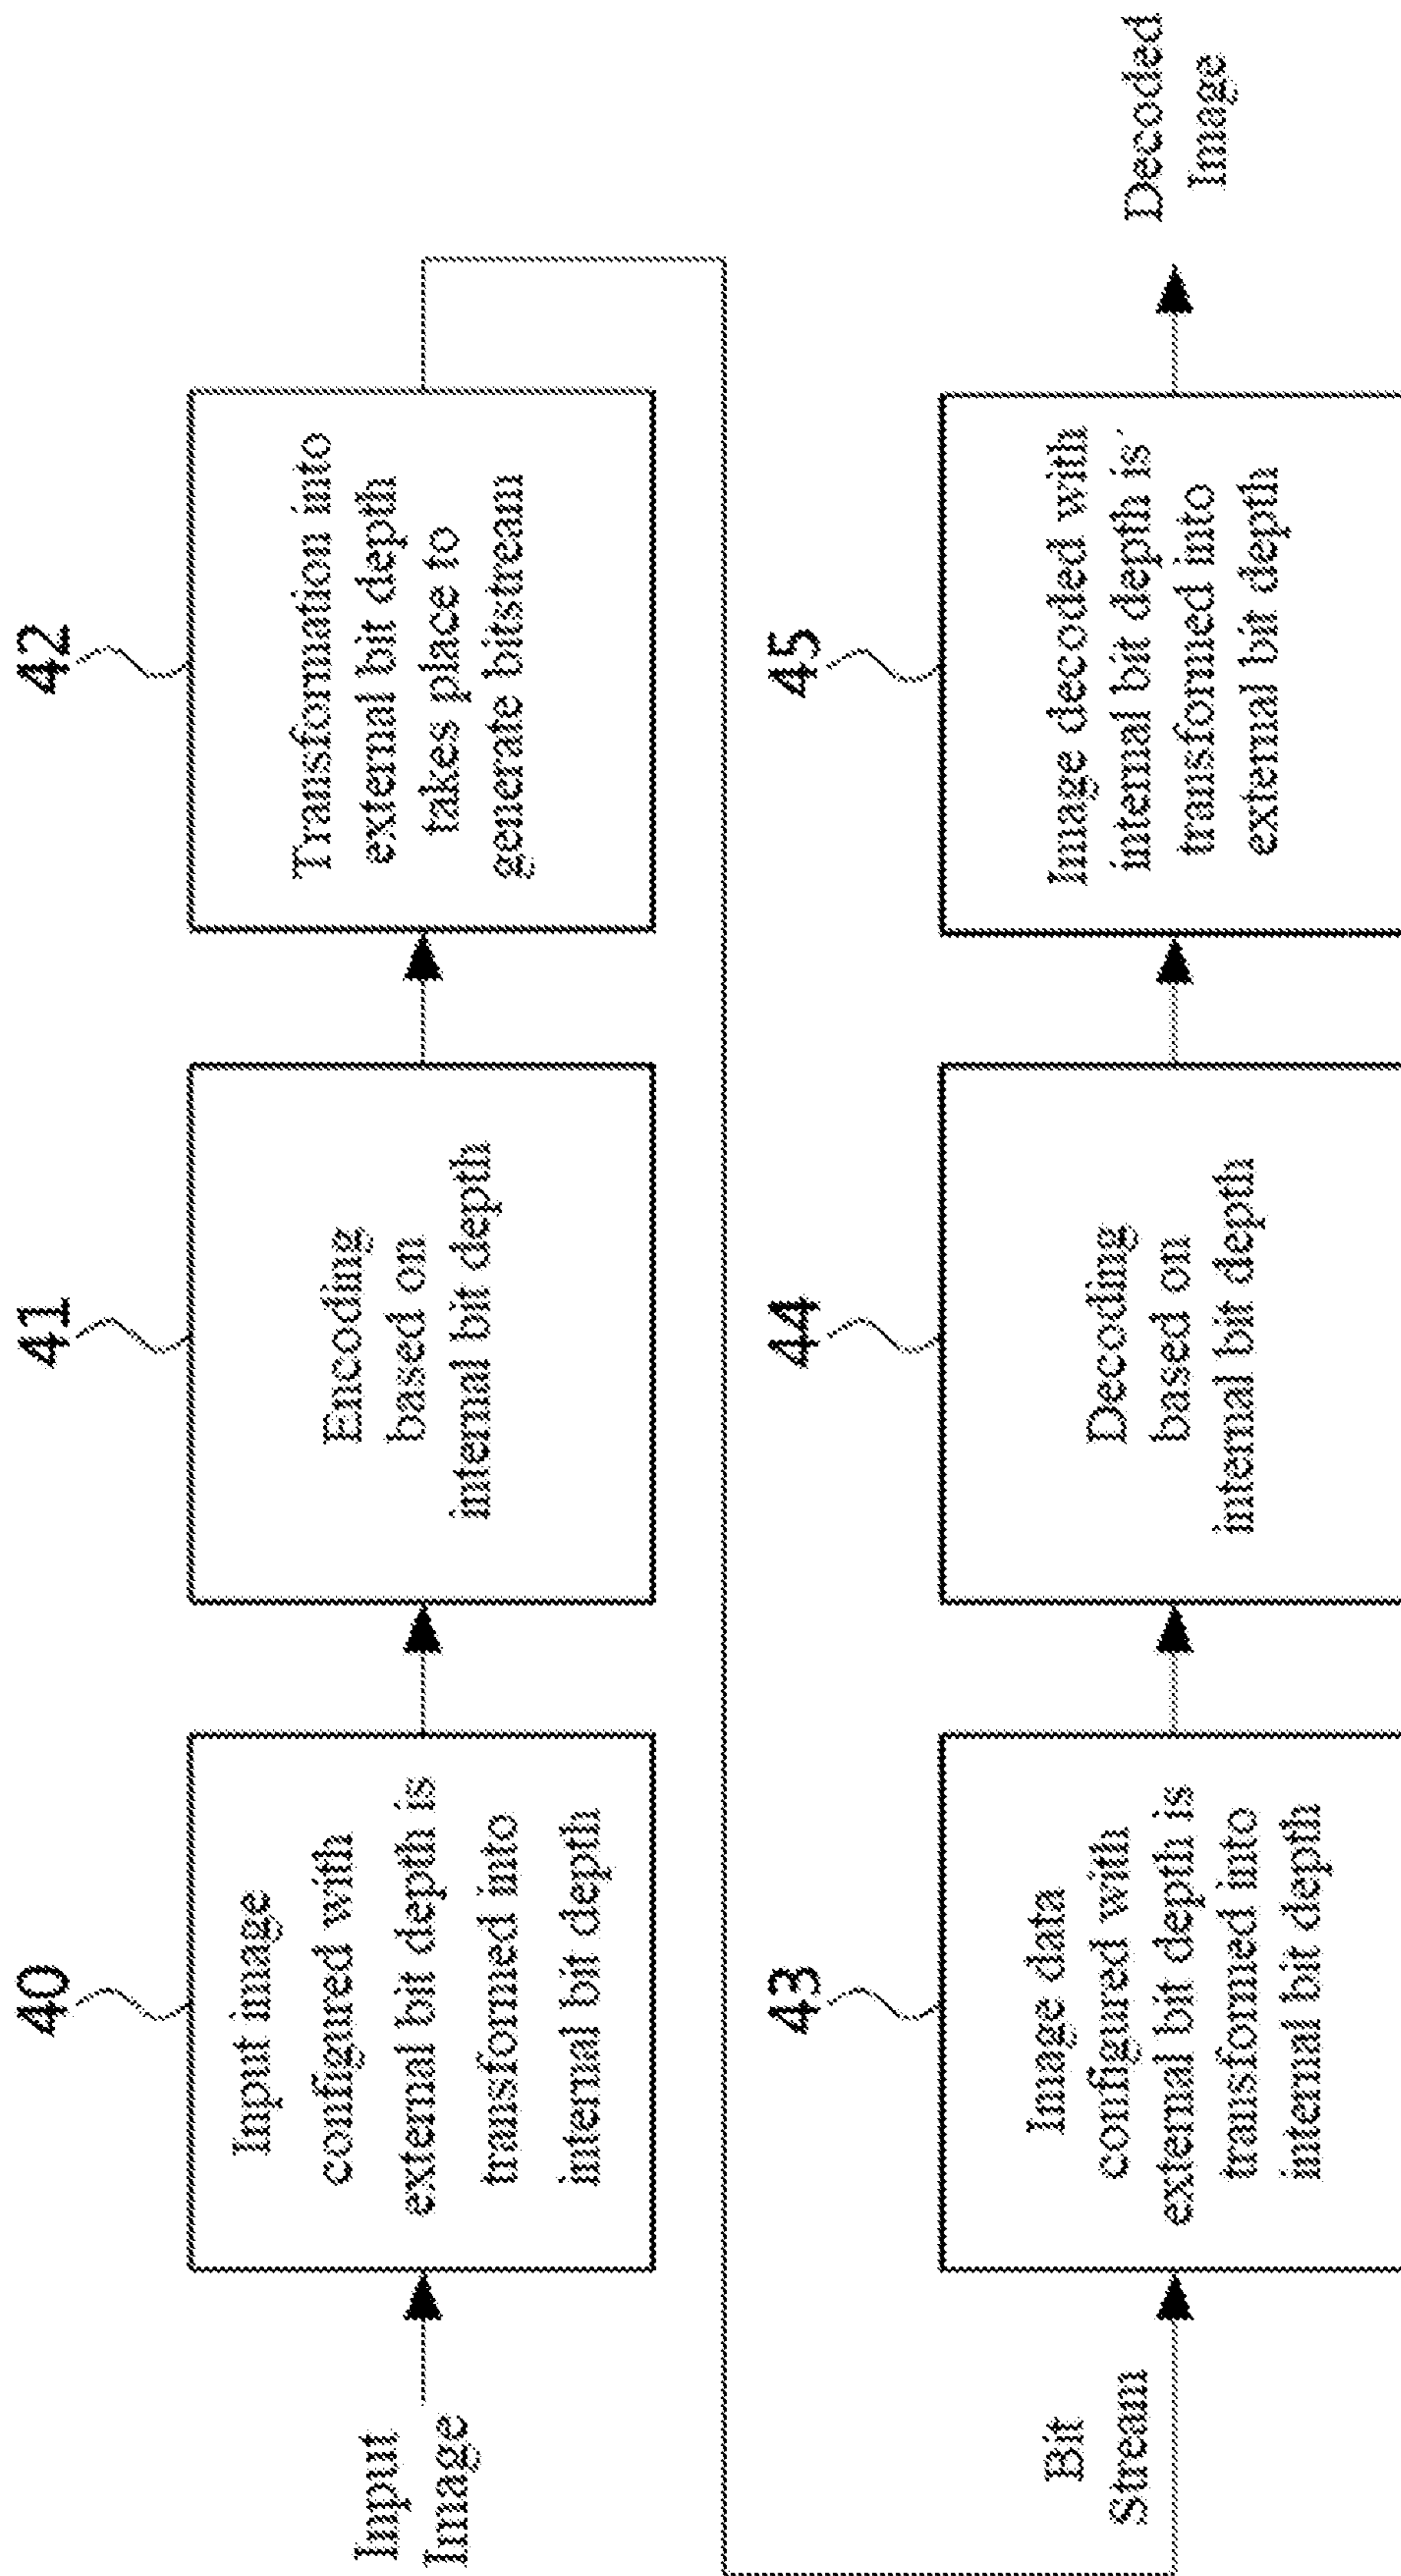 40
41
42
Input
Image
Input image
configured with
external bit depth is
transformed into
internal bit depth
Encoding
based on
internal bit depth
Transformation into
external bit depth
takes place to
generate bitstream
43
44
45
Bit
Stream
Image data
configured with
external bit depth is
transformed into
internal bit depth
Decoding
based on
internal bit depth
Image decoded with
internal bit depth is
transformed into
external bit depth
Decoded
Image